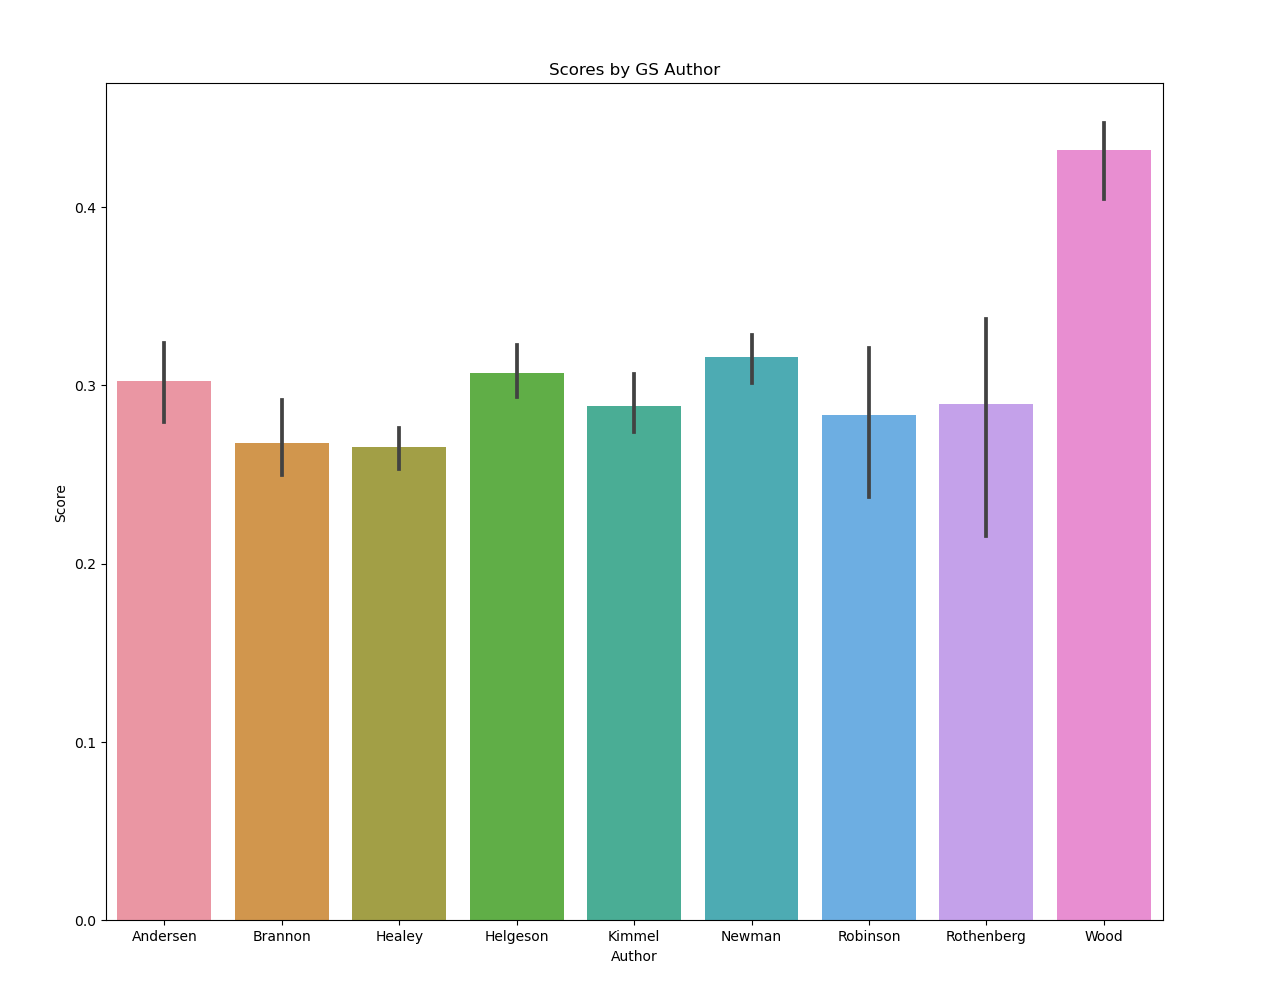 Scores by GS Author
Score
0.4
0.3
0.2
0.1
0.0
Andersen Brannon Healey Helgeson Kimmel Newman Robinson Rothenberg Wood
Author